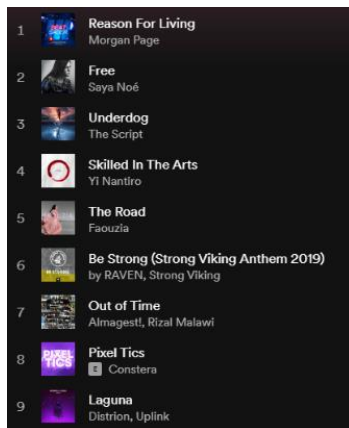 1
Reason For Living
Morgan Page
2
Free
Saya Noé
3
Underdog
The Script
4
Skilled In The Arts
Yi Nantiro
5
The Road
Faouzia
6
Be Strong (Strong Viking Anthem 2019)
by RAVEN, Strong Viking
7
Out of Time
Almagest!, Rizal Malawi
8
PIXEL
TICS
Pixel Tics
E Constera
9
Laguna
Distrion, Uplink